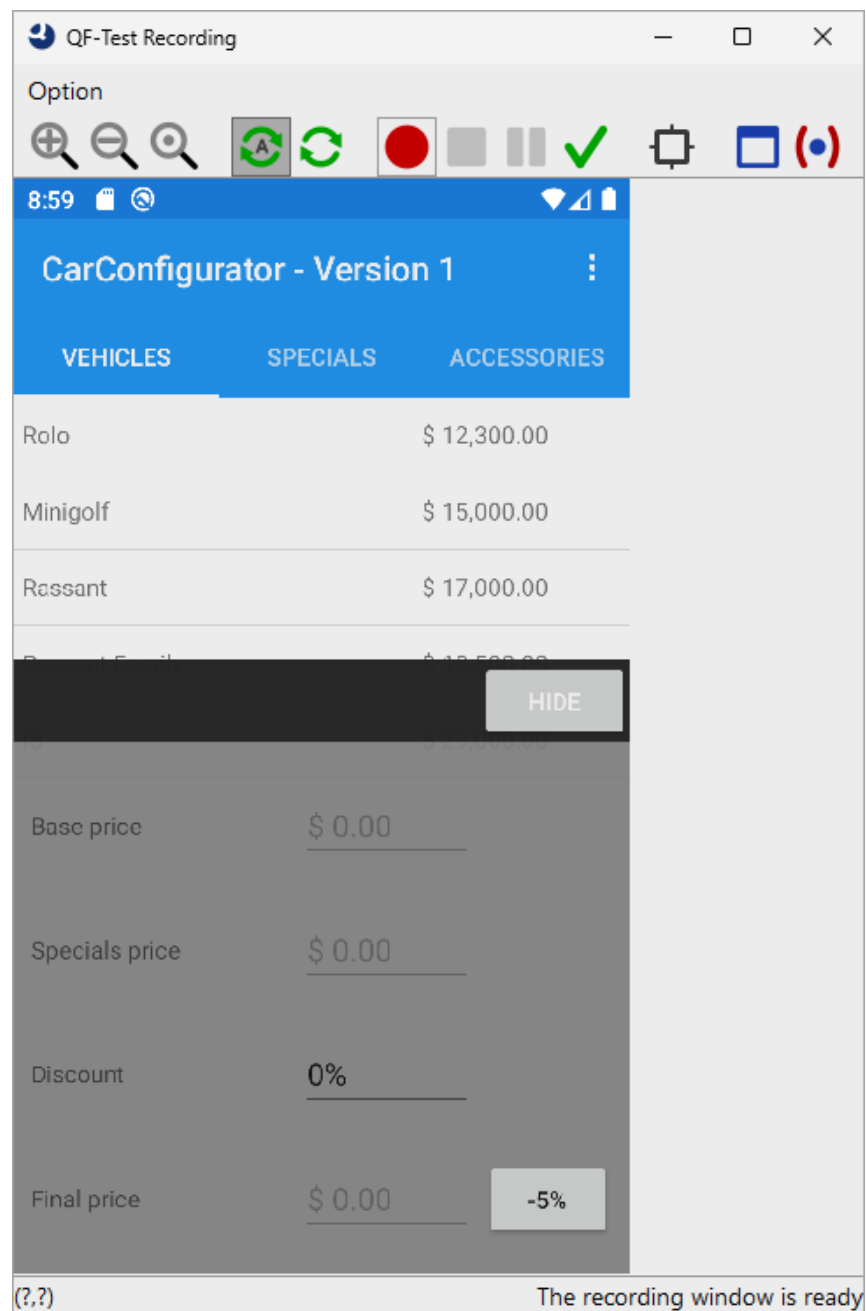 QF-Test Recording
Option
A
8:59
CarConfigurator - Version 1
VEHICLES SPECIALS ACCESSORIES
Rolo $ 12,300.00
Minigolf $ 15,000.00
Rassant $ 17,000.00
HIDE
Base price $ 0.00
Specials price $ 0.00
Discount 0%
Final price $ 0.00 -5%
(?,?) The recording window is ready